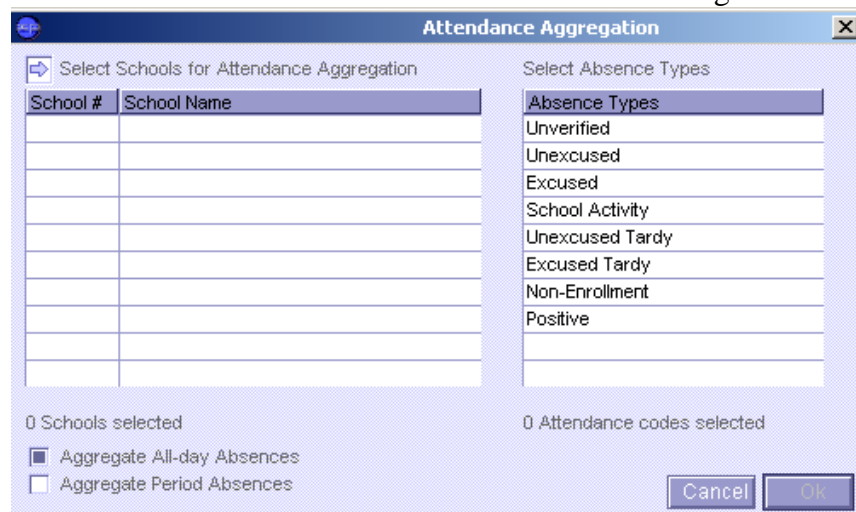 Attendance Aggregation
Select Schools for Attendance Aggregation
School # School Name
Select Absence Types
Absence Types
Unverified
Unexcused
Excused
School Activity
Unexcused Tardy
Excused Tardy
Non-Enrollment
Positive
0 Schools selected
0 Attendance codes selected
Aggregate All-day Absences
Aggregate Period Absences
Cancel
Ok